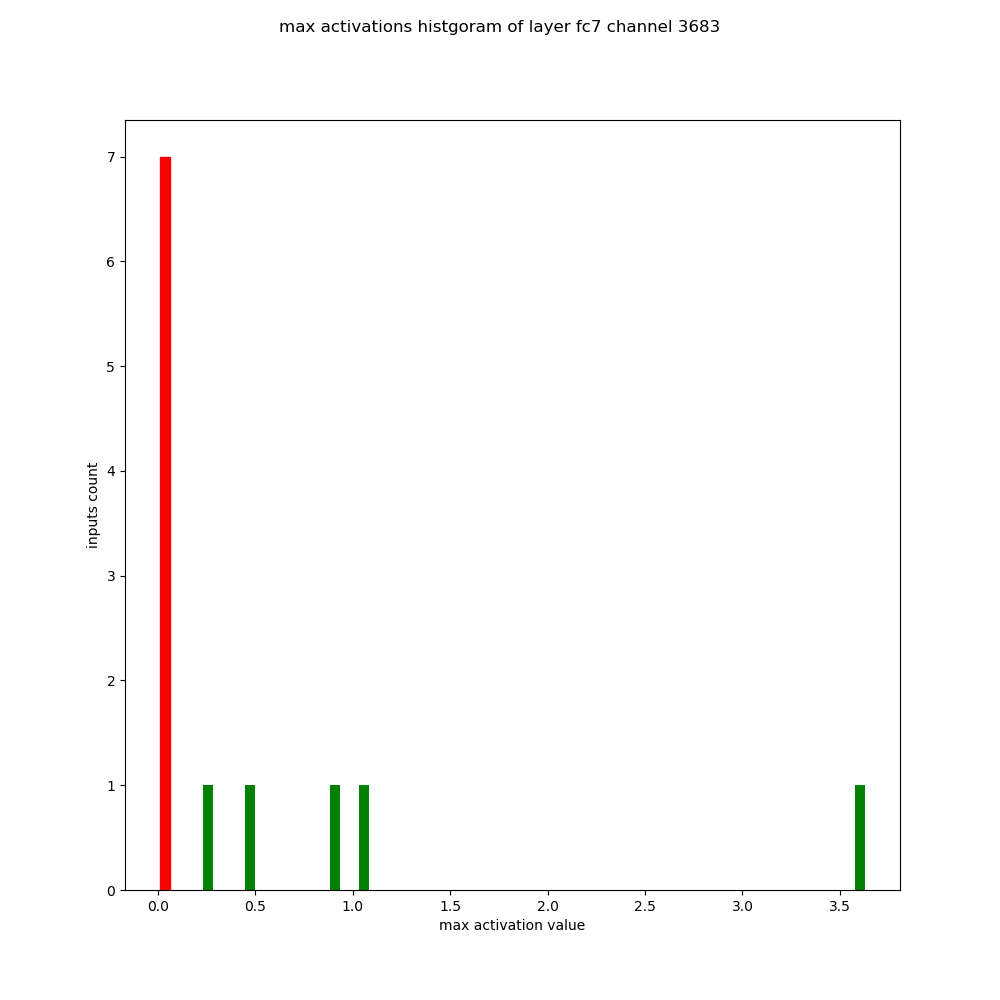 max activations histgoram of layer fc7 channel 3683
7
6
5
4
3
2
1
0
inputs count
0.0 0.5 1.0 1.5 2.0 2.5 3.0 3.5
max activation value